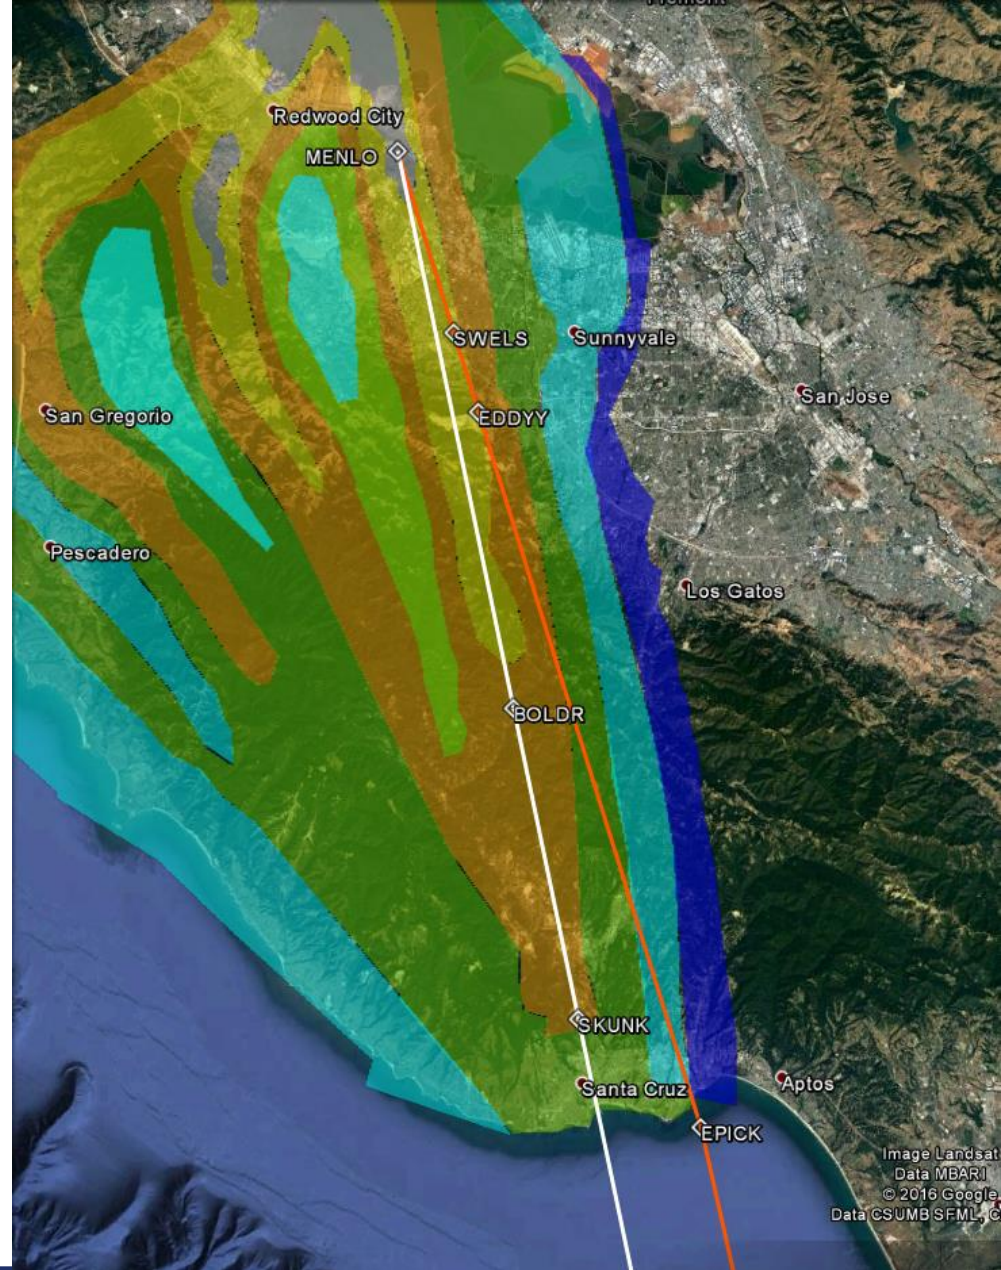 Fremont
Redwood City
MENLO
SWELS
Sunnyvale
San Jose
San Gregorio
EDDYY
Pescadero
Los Gatos
BOLDR
SKUNK
Santa Cruz
Aptos
EPICK
Image Landsat
Data MBARI
© 2016 Google
Data CSUMB SFML, C